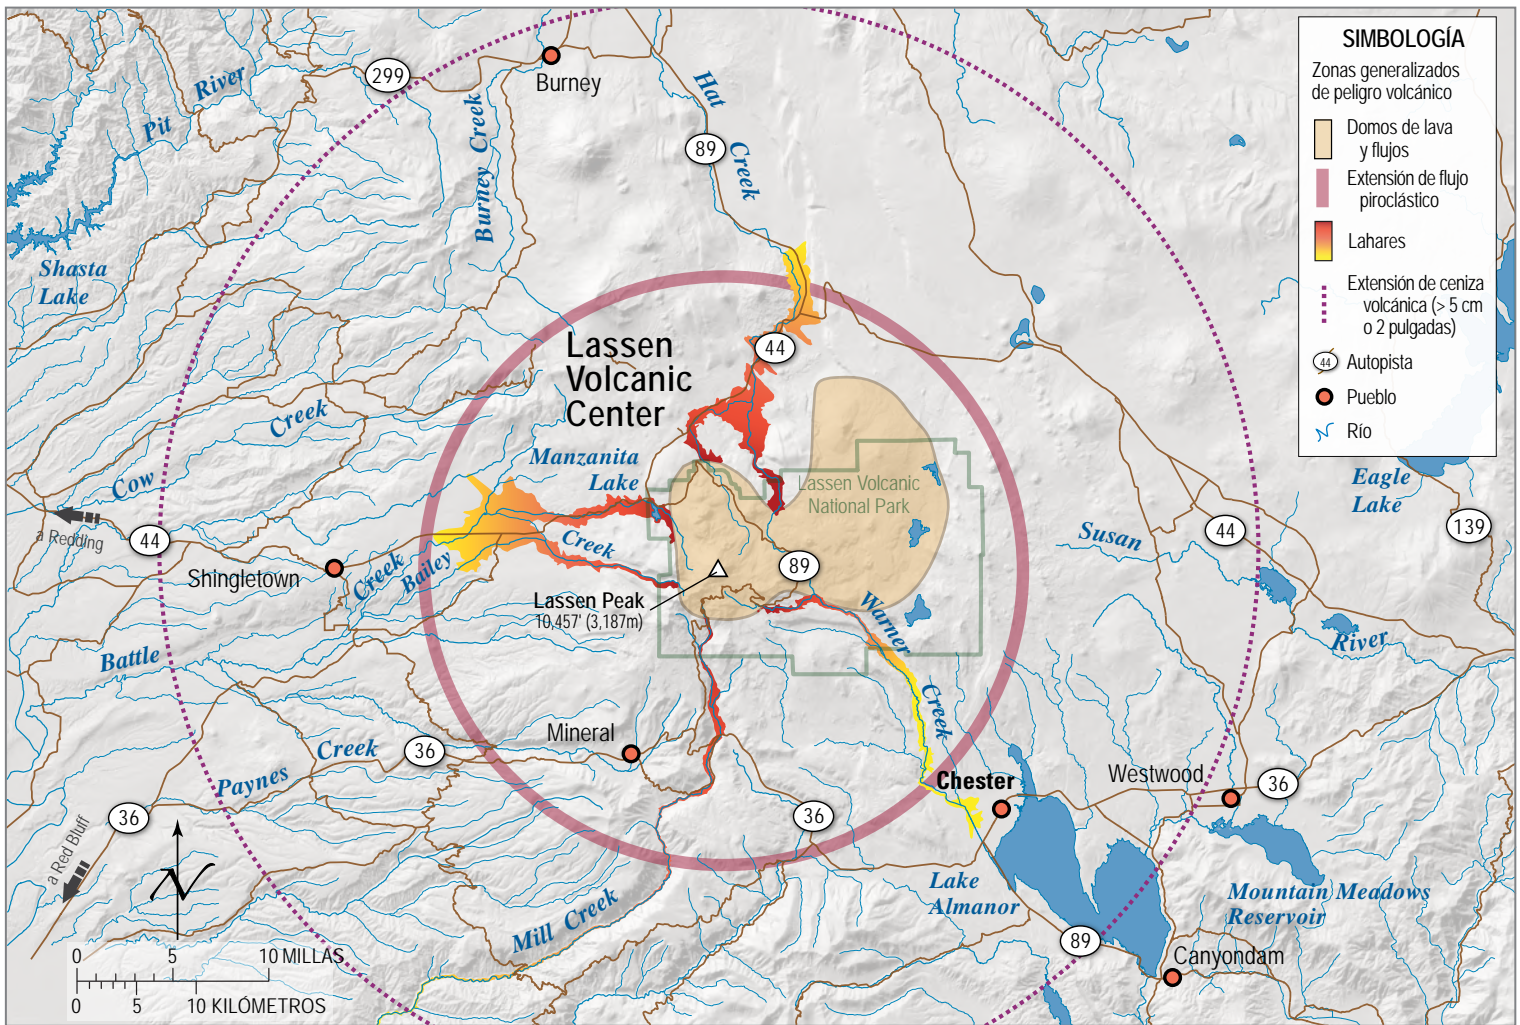 SIMBOLOGÍA
Zonas generalizados
de peligro volcánico
Domos de lava
y flujos
Extensión de flujo
piroclástico
Lahares
Extensión de ceniza
volcánica (> 5 cm
o 2 pulgadas)
44 Autopista
Pueblo
Río
299
Burney
Pit River
Burney Creek
Hat Creek
89
Shasta
Lake
Lassen
Volcanic
Center
44
Cow Creek
Manzanita
Lake
Lassen Volcanic
National Park
Eagle
Lake
139
44
Susan River
a Redding
44
Shingletown
Creek
Bailey Creek
89
Lassen Peak
10,457' (3,187m)
Warner Creek
Battle
Mineral
Paynes Creek
36
36
a Red Bluff
36
Chester
Westwood
36
Lake
Almanor
Mountain Meadows
Reservoir
Mill Creek
89
Canyondam
0 5 10 MILLAS
0 5 10 KILÓMETROS
N